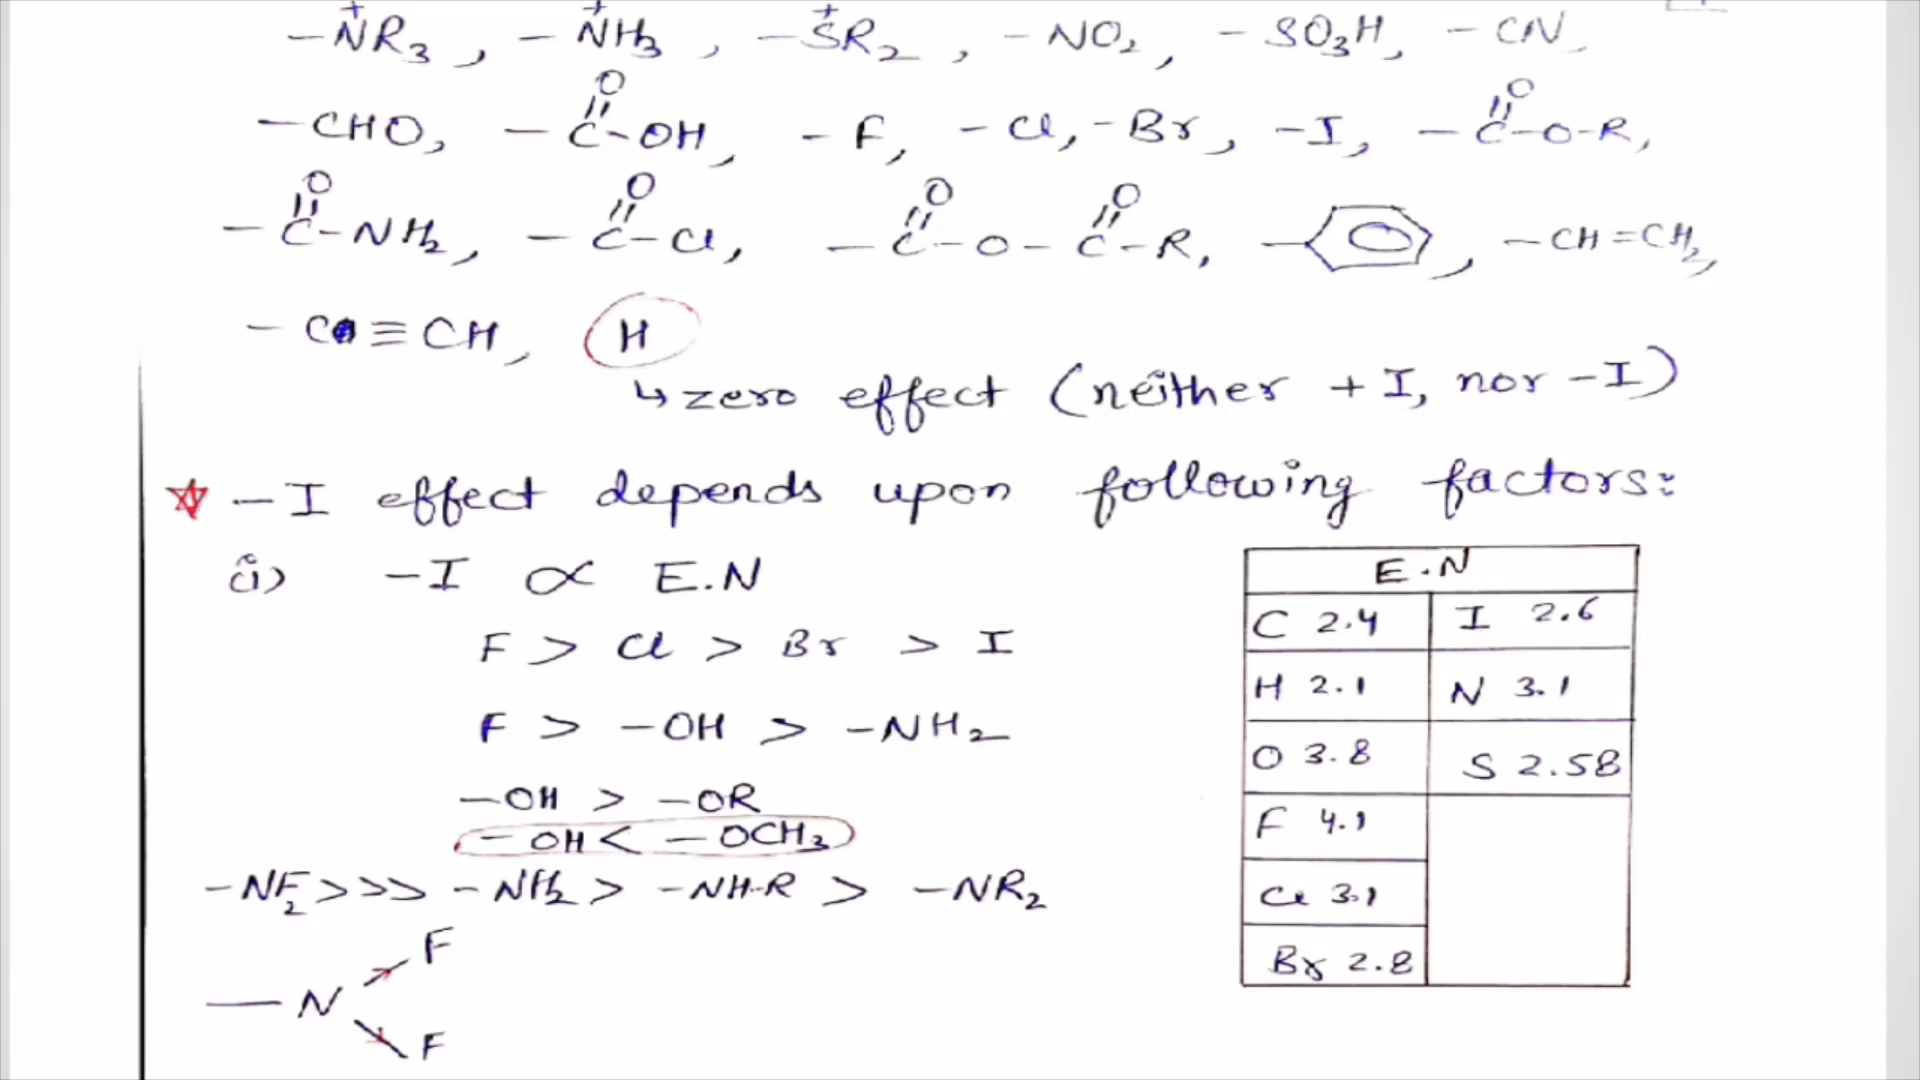 –N⁺R₃, –N⁺H₃, –S⁺R₂, –NO₂, –SO₃H, –CN,
–CHO, –C(=O)–OH, –F, –Cl, –Br, –I, –C(=O)–O–R,
–C(=O)–NH₂, –C(=O)–Cl, –C(=O)–O–C(=O)–R, –CH=CH₂,
–C≡CH, H
↳ zero effect (neither +I, nor –I)
☆ –I effect depends upon following factors:
i) –I ∝ E.N
F > Cl > Br > I
F > –OH > –NH₂
–OH > –OR
–OH < –OCH₃
–NF₂ >>> –NH₂ > –NH-R > –NR₂
F
–N
F
E.N
C 2.4 I 2.6
H 2.1 N 3.1
O 3.8 S 2.58
F 4.1
Cl 3.1
Br 2.8